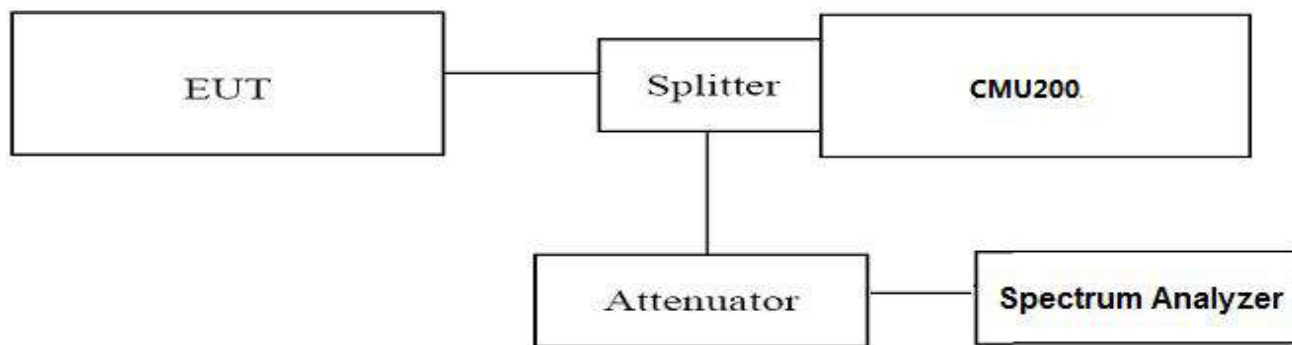 EUT
Splitter
CMU200.
Attenuator
Spectrum Analyzer